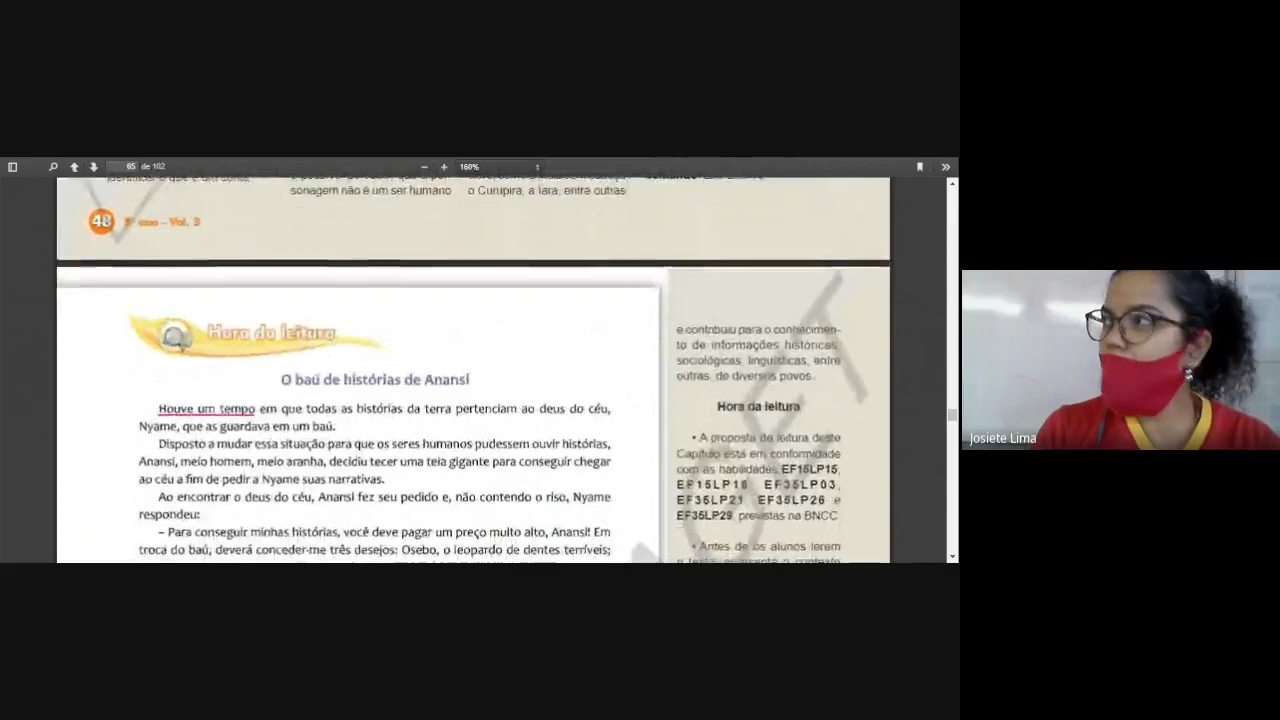 65 de 102
160%
sonagem não é um ser humano
o Curupira, a Iara, entre outras
48 3º ano – Vol. 3
Hora da leitura
O baú de histórias de Anansi
Houve um tempo em que todas as histórias da terra pertenciam ao deus do céu,
Nyame, que as guardava em um baú.
Disposto a mudar essa situação para que os seres humanos pudessem ouvir histórias,
Anansi, meio homem, meio aranha, decidiu tecer uma teia gigante para conseguir chegar
ao céu a fim de pedir a Nyame suas narrativas.
Ao encontrar o deus do céu, Anansi fez seu pedido e, não contendo o riso, Nyame
respondeu:
– Para conseguir minhas histórias, você deve pagar um preço muito alto, Anansi! Em
troca do baú, deverá conceder-me três desejos: Osebo, o leopardo de dentes terríveis;
e contribuiu para o conhecimen-
to de informações históricas,
sociológicas, linguísticas, entre
outras, de diversos povos.
Hora da leitura
• A proposta de leitura deste
Capítulo está em conformidade
com as habilidades EF15LP15,
EF15LP16, EF35LP03,
EF35LP21, EF35LP26 e
EF35LP29, previstas na BNCC
• Antes de os alunos lerem
Josiete Lima